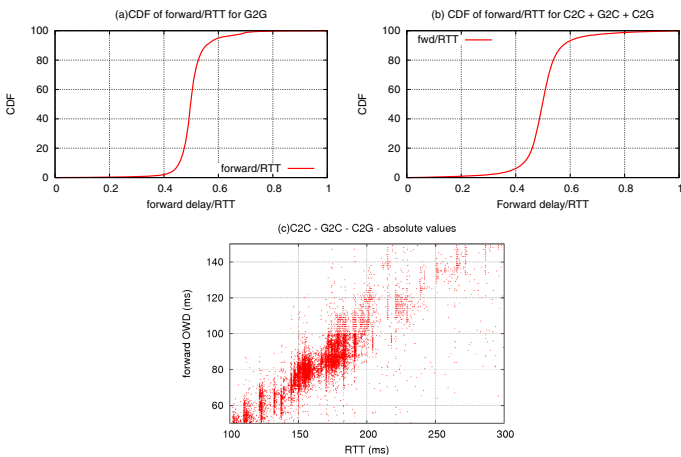 (a)CDF of forward/RTT for G2G
100
80
60
40
20
0
CDF
forward/RTT
0 0.2 0.4 0.6 0.8 1
forward delay/RTT
(b) CDF of forward/RTT for C2C + G2C + C2G
100
80
60
40
20
0
CDF
fwd/RTT
0 0.2 0.4 0.6 0.8 1
Forward delay/RTT
(c)C2C - G2C - C2G - absolute values
140
120
100
80
60
forward OWD (ms)
100 150 200 250 300
RTT (ms)